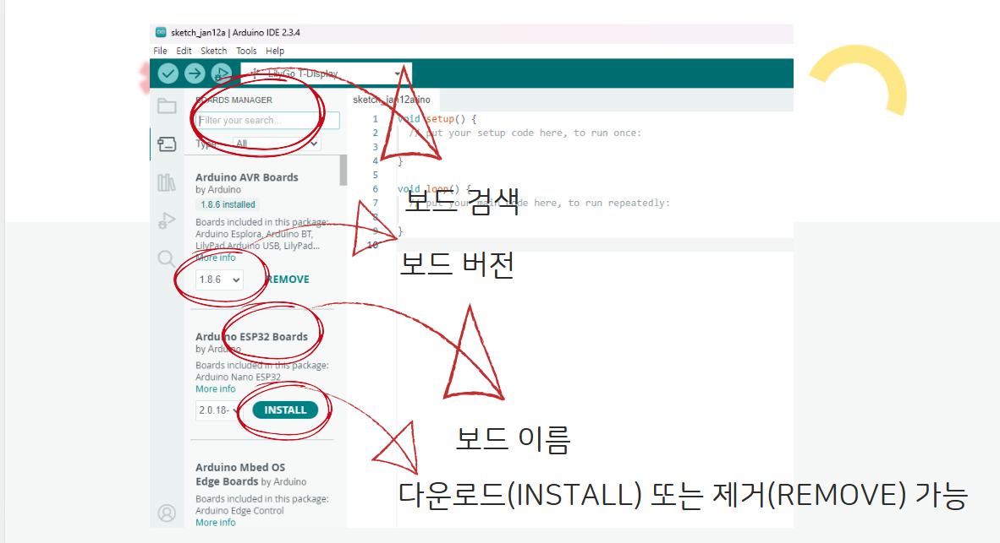 sketch_jan12a | Arduino IDE 2.3.4
File Edit Sketch Tools Help
LilyGo T-Display
BOARDS MANAGER
Filter your search...
Type: All
Arduino AVR Boards
by Arduino
1.8.6 installed
Boards included in this package:
Arduino Esplora, Arduino BT,
LilyPad Arduino USB, LilyPad...
More info
1.8.6 REMOVE
Arduino ESP32 Boards
by Arduino
Boards included in this package:
Arduino Nano ESP32
More info
2.0.18- INSTALL
Arduino Mbed OS
Edge Boards by Arduino
Boards included in this package:
Arduino Edge Control
More info
sketch_jan12a.ino
1 void setup() {
2 // put your setup code here, to run once:
3
4 }
5
6 void loop() {
7 // put your main code here, to run repeatedly:
8
9 }
10
보드 검색
보드 버전
보드 이름
다운로드(INSTALL) 또는 제거(REMOVE) 가능